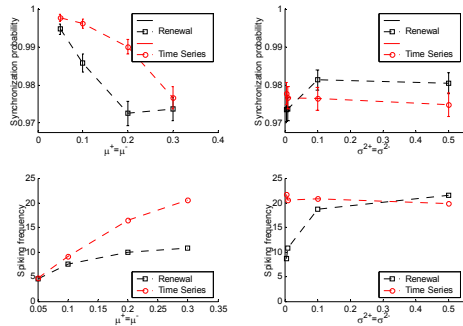 1
0.99
0.98
0.97
Synchronization probability
Renewal
Time Series
0
0.1
0.2
0.3
0.4
μ⁺=μ⁻
1
0.99
0.98
0.97
Synchronization probability
Renewal
Time Series
0
0.1
0.2
0.3
0.4
0.5
σ²⁺=σ²⁻
25
20
15
10
5
0
Spiking frequency
Renewal
Time Series
0.05
0.1
0.15
0.2
0.25
0.3
0.35
μ⁺=μ⁻
25
20
15
10
5
0
Spiking frequency
Renewal
Time Series
0
0.1
0.2
0.3
0.4
0.5
σ²⁺=σ²⁻